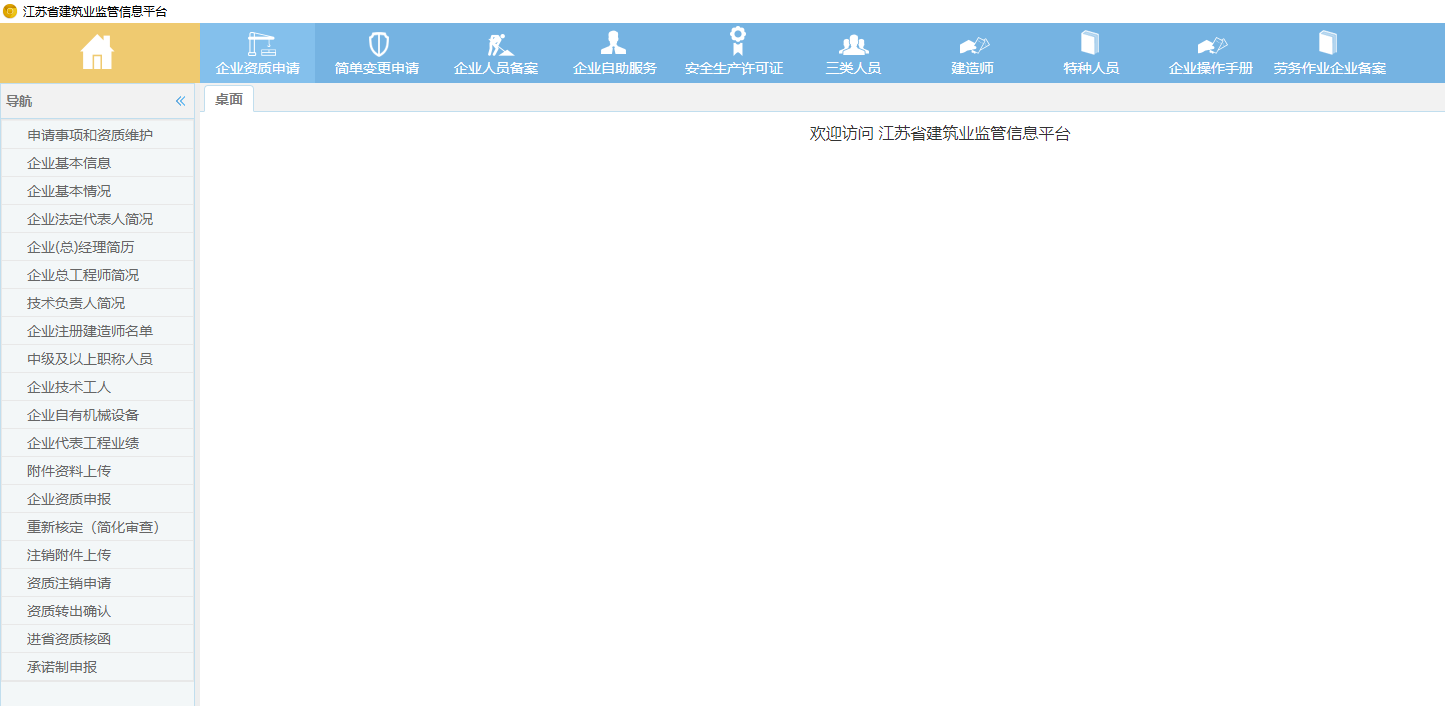 江苏省建筑业监管信息平台
企业资质申请 简单变更申请 企业人员备案 企业自助服务 安全生产许可证 三类人员 建造师 特种人员 企业操作手册 劳务作业企业备案
导航
桌面
欢迎访问 江苏省建筑业监管信息平台
申请事项和资质维护
企业基本信息
企业基本情况
企业法定代表人简况
企业(总)经理简历
企业总工程师简况
技术负责人简况
企业注册建造师名单
中级及以上职称人员
企业技术工人
企业自有机械设备
企业代表工程业绩
附件资料上传
企业资质申报
重新核定（简化审查）
注销附件上传
资质注销申请
资质转出确认
进省资质核函
承诺制申报